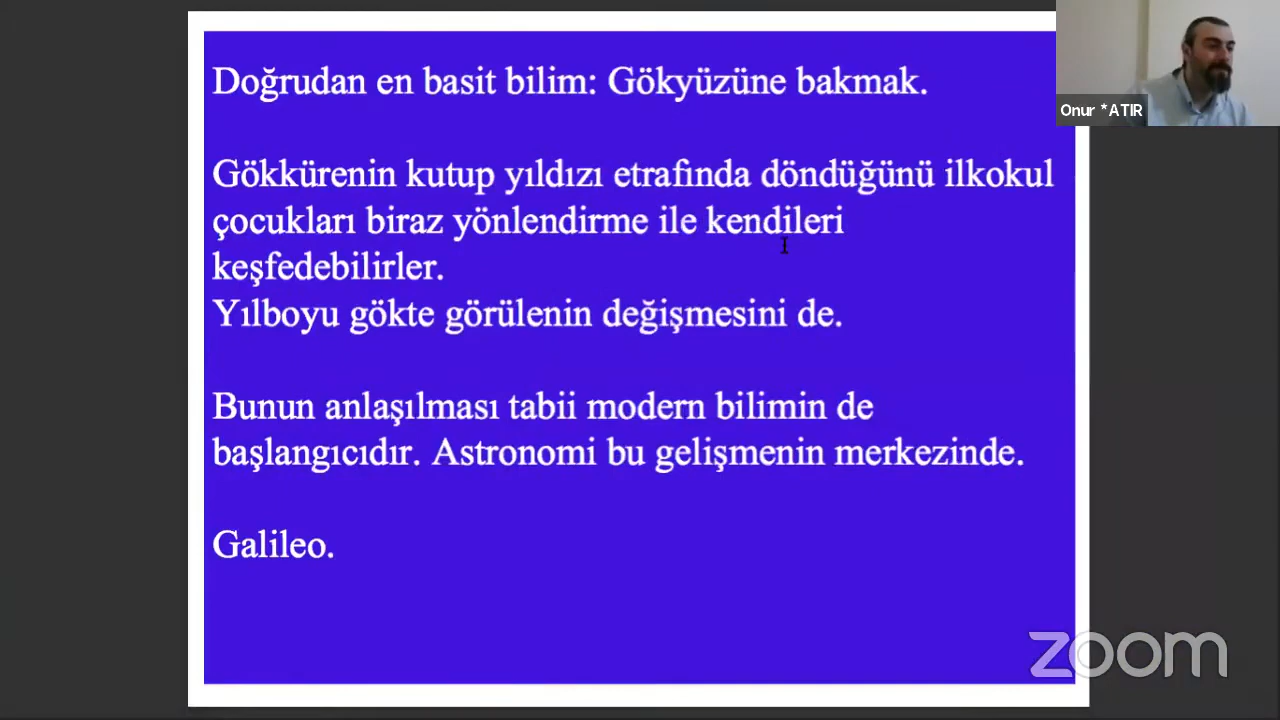 Doğrudan en basit bilim: Gökyüzüne bakmak.
Gökkürenin kutup yıldızı etrafında döndüğünü ilkokul
çocukları biraz yönlendirme ile kendileri
keşfedebilirler.
Yılboyu gökte görülenin değişmesini de.
Bunun anlaşılması tabii modern bilimin de
başlangıcıdır. Astronomi bu gelişmenin merkezinde.
Galileo.
Onur *ATIR
zoom